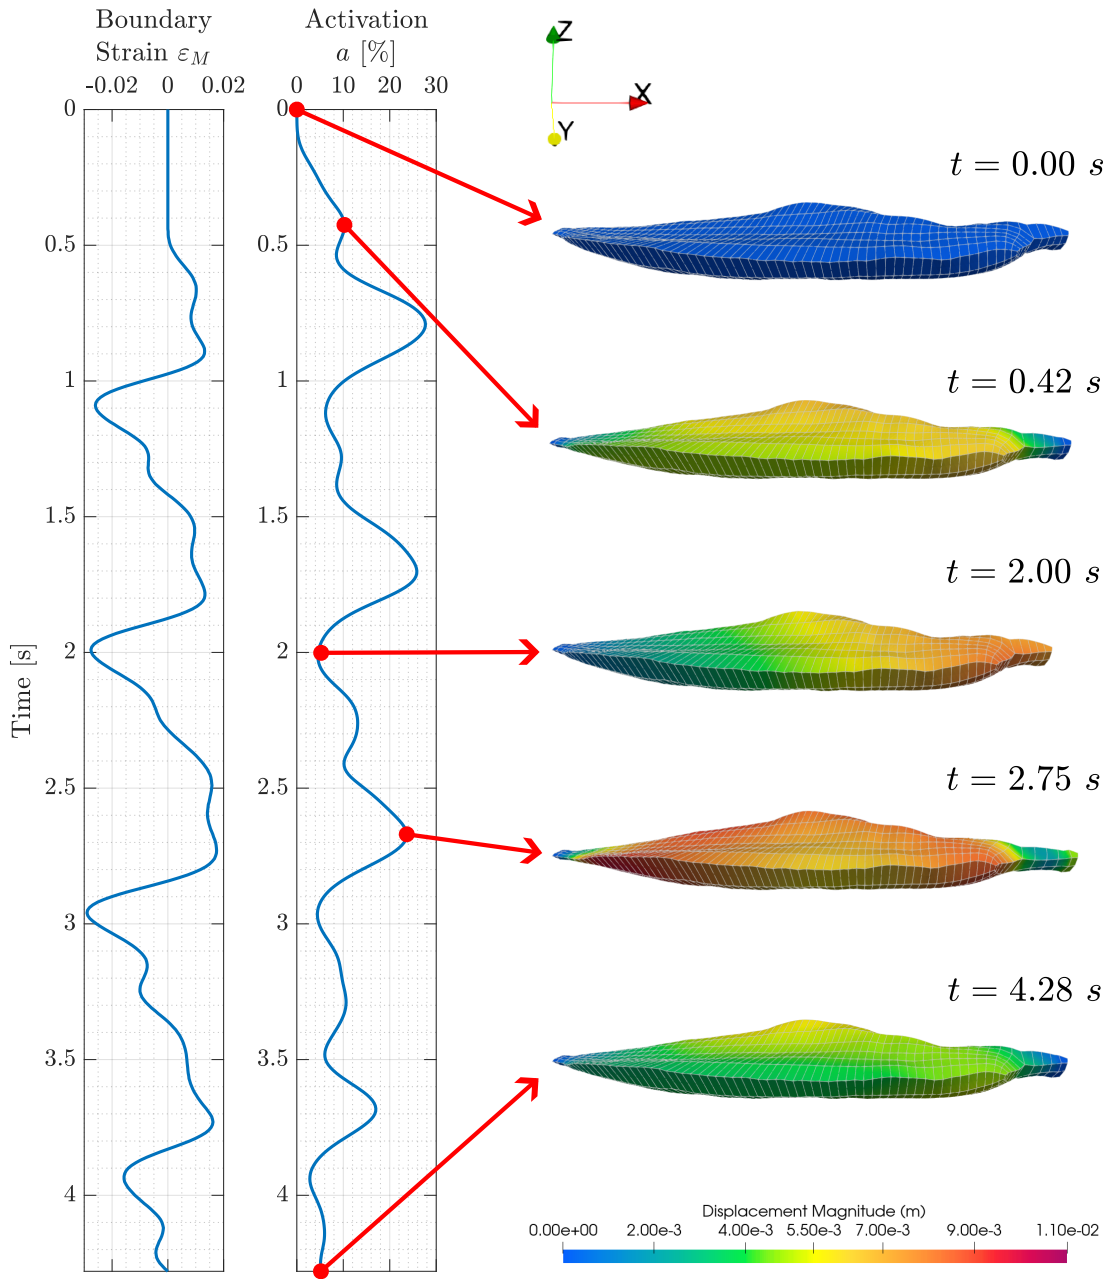 Boundary
Strain ε_M
-0.02 0 0.02
Activation
a [%]
0 10 20 30
Time [s]
0
0.5
1
1.5
2
2.5
3
3.5
4
0
0.5
1
1.5
2
2.5
3
3.5
4
Z
X
Y
t = 0.00 s
t = 0.42 s
t = 2.00 s
t = 2.75 s
t = 4.28 s
Displacement Magnitude (m)
0.00e+00 2.00e-3 4.00e-3 5.50e-3 7.00e-3 9.00e-3 1.10e-02